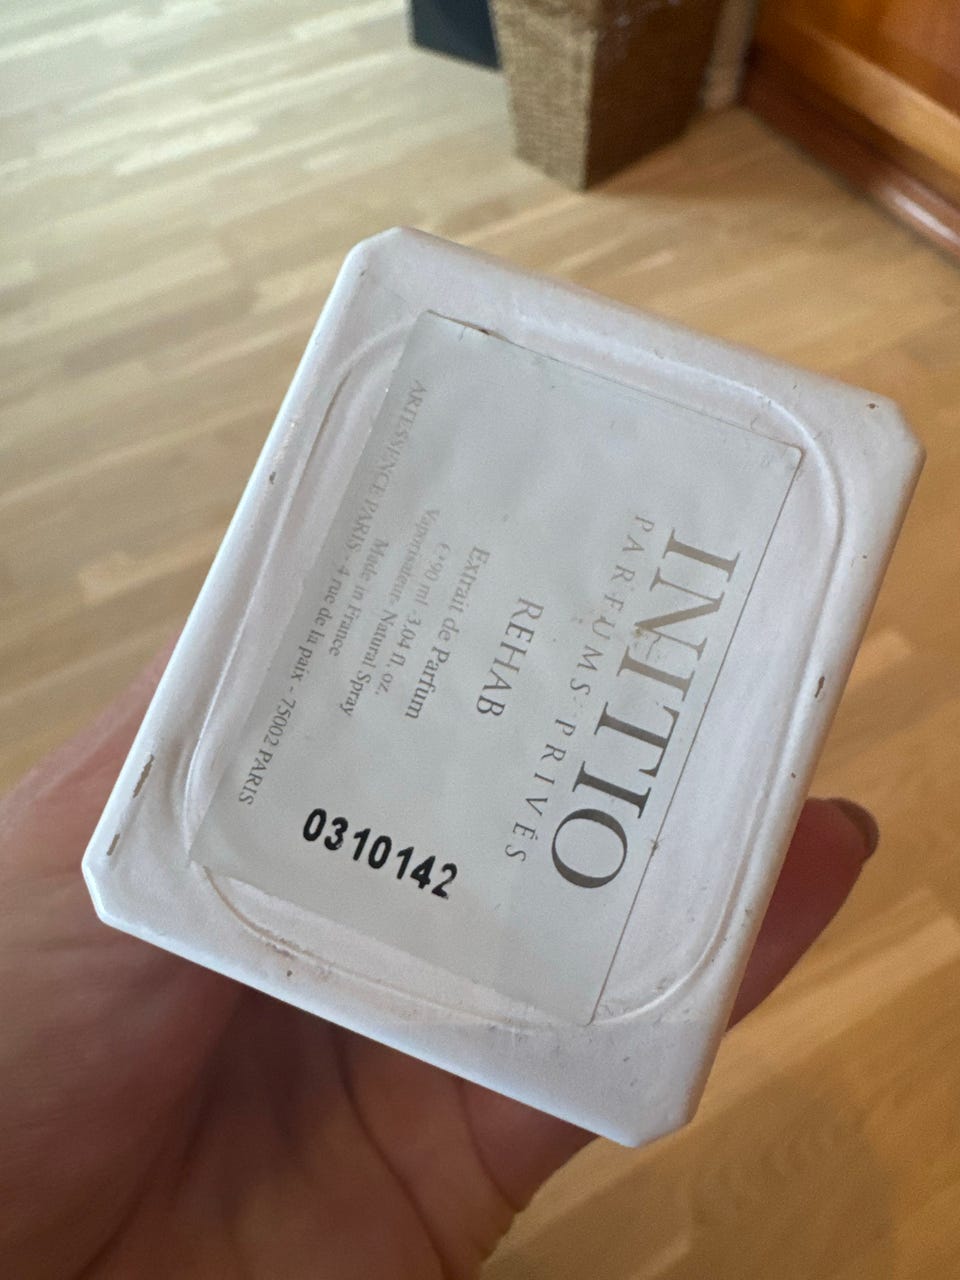 INITIO
PARFUMS PRIVÉS
REHAB
Extrait de Parfum
e 90 ml - 3.04 fl. oz.
Vaporisateur - Natural Spray
Made in France
ARTESSENCE PARIS - 4 rue de la paix - 75002 PARIS
0310142